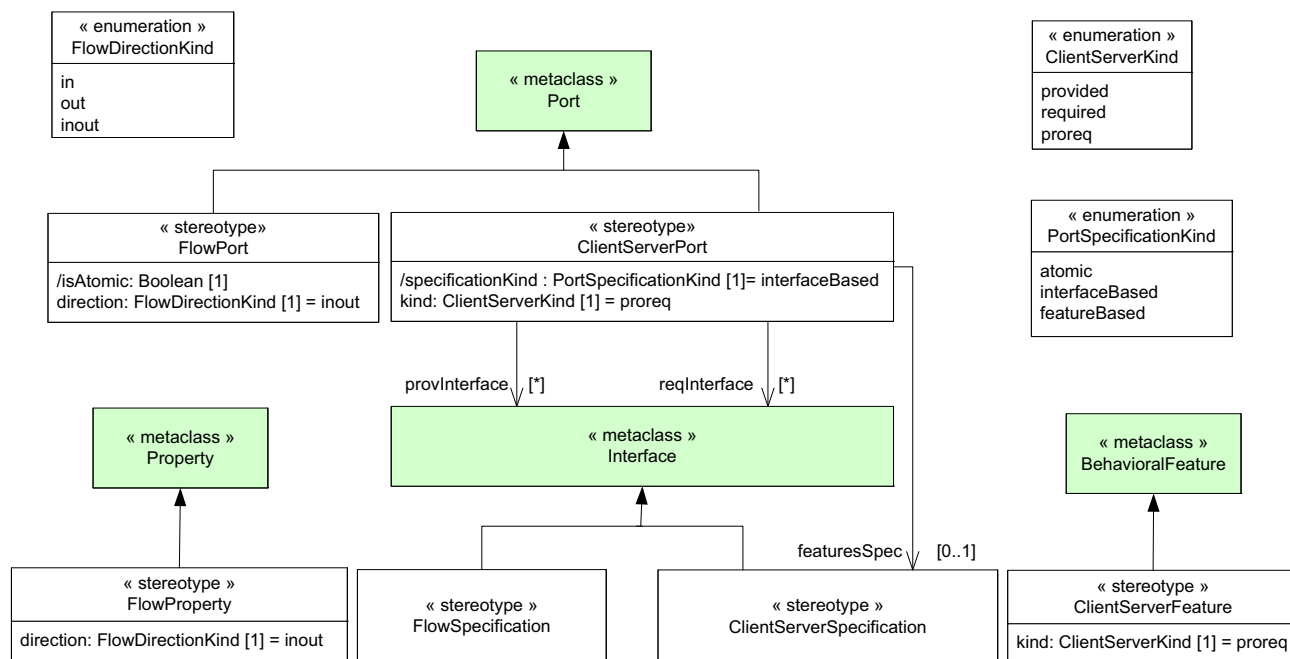 « enumeration »
FlowDirectionKind
in
out
inout
« metaclass »
Port
« enumeration »
ClientServerKind
provided
required
proreq
« stereotype»
FlowPort
/isAtomic: Boolean [1]
direction: FlowDirectionKind [1] = inout
« stereotype»
ClientServerPort
/specificationKind : PortSpecificationKind [1]= interfaceBased
kind: ClientServerKind [1] = proreq
« enumeration »
PortSpecificationKind
atomic
interfaceBased
featureBased
provInterface [*]
reqInterface [*]
« metaclass »
Property
« metaclass »
Interface
« metaclass »
BehavioralFeature
featuresSpec [0..1]
« stereotype »
FlowProperty
direction: FlowDirectionKind [1] = inout
« stereotype »
FlowSpecification
« stereotype »
ClientServerSpecification
« stereotype »
ClientServerFeature
kind: ClientServerKind [1] = proreq